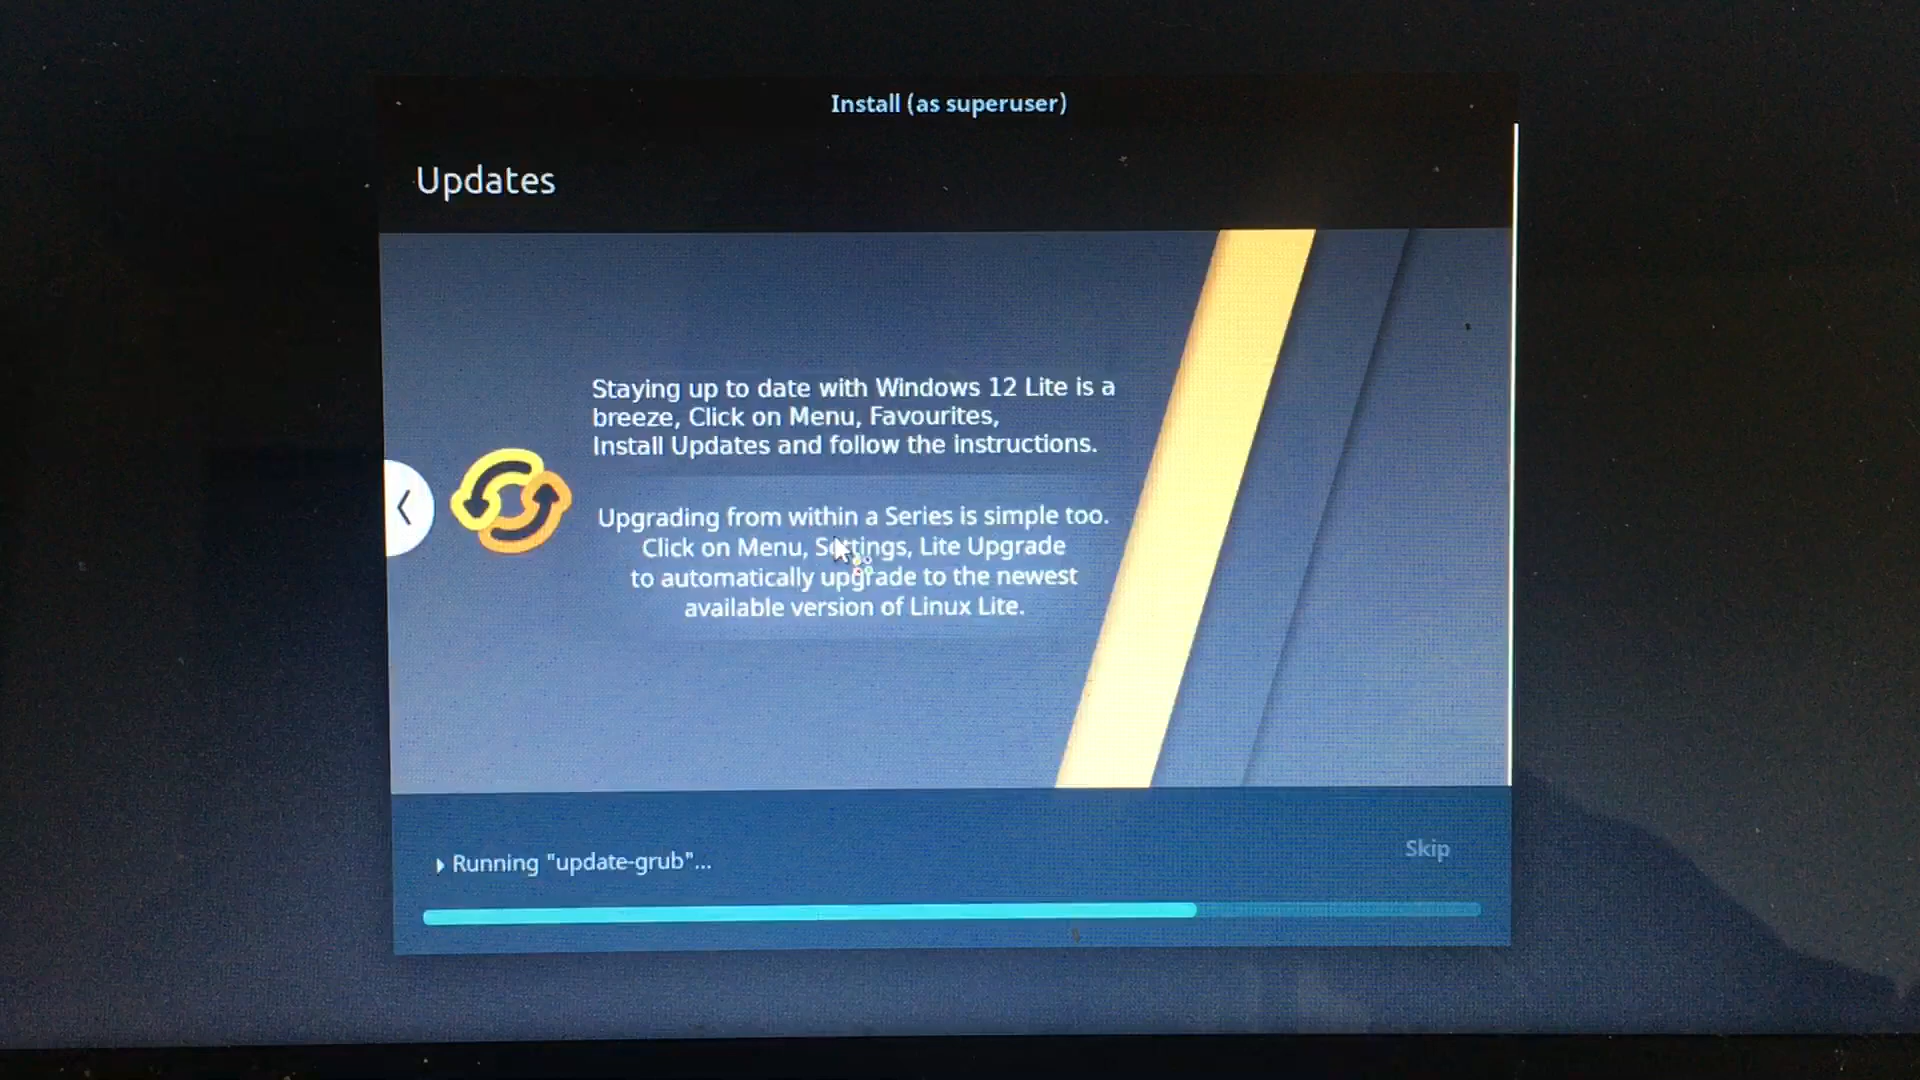 Install (as superuser)
Updates
Staying up to date with Windows 12 Lite is a
breeze, Click on Menu, Favourites,
Install Updates and follow the instructions.
Upgrading from within a Series is simple too.
Click on Menu, Settings, Lite Upgrade
to automatically upgrade to the newest
available version of Linux Lite.
Running "update-grub"...
Skip